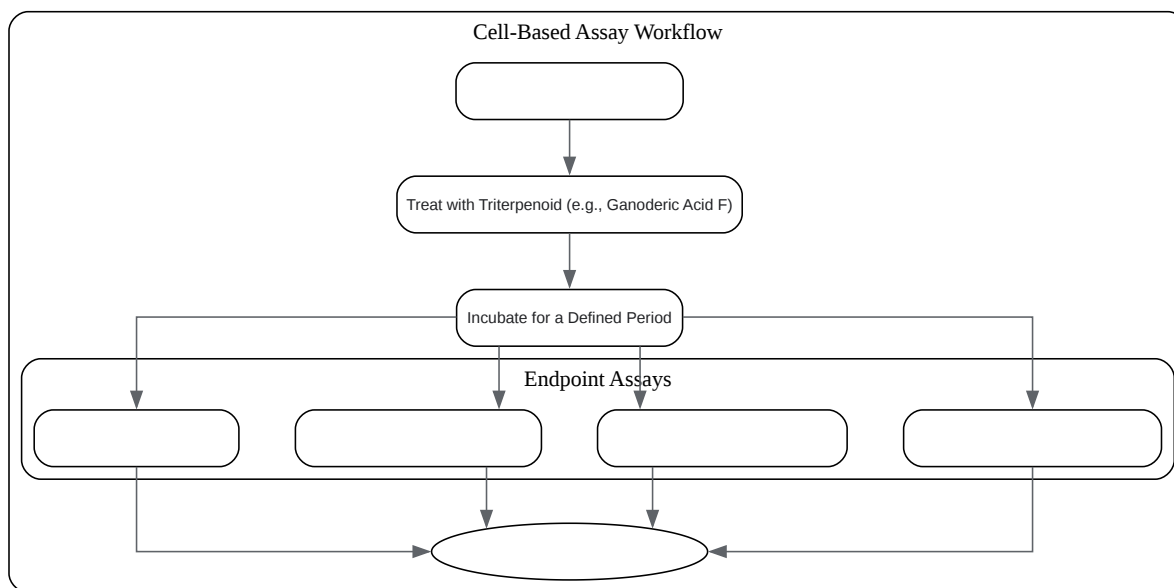 Cell-Based Assay Workflow
Treat with Triterpenoid (e.g., Ganoderic Acid F)
Incubate for a Defined Period
Endpoint Assays